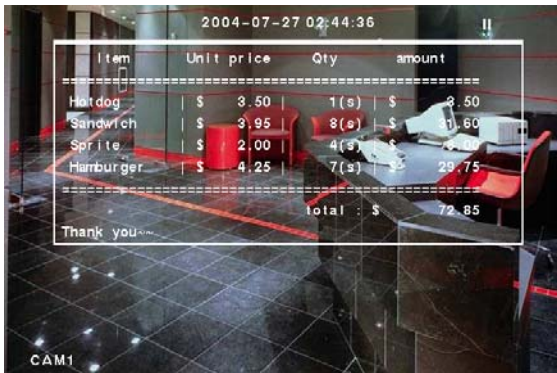 2004-07-27 02:44:36
Item Unit price Qty amount
===============================================
Hotdog | $ 3.50 | 1(s) | $ 3.50
Sandwich | $ 3.95 | 8(s) | $ 31.60
Sprite | $ 2.00 | 4(s) | $ 8.00
Hamburger | $ 4.25 | 7(s) | $ 29.75
===============================================
total : $ 72.85
Thank you~~
CAM1